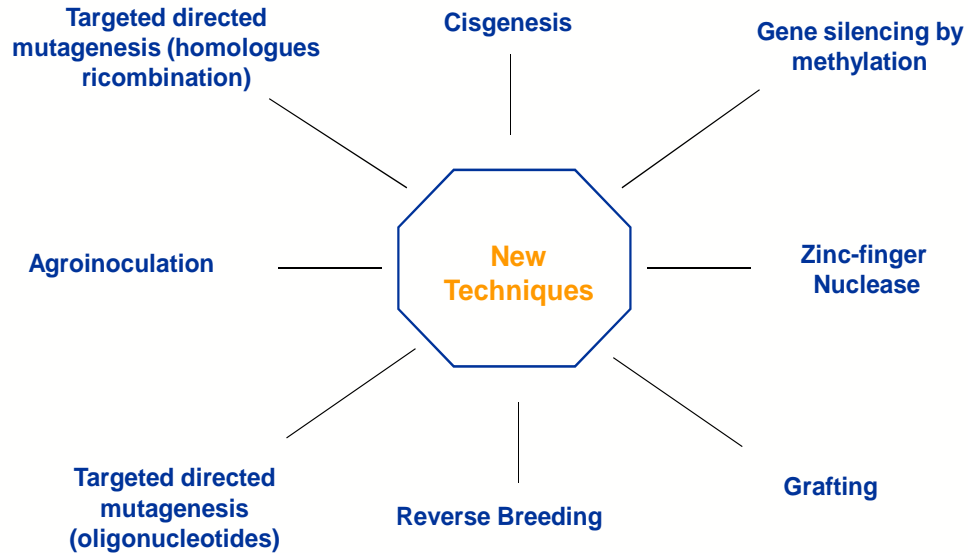 Targeted directed
mutagenesis (homologues
ricombination)
Cisgenesis
Gene silencing by
methylation
Agroinoculation
New
Techniques
Zinc-finger
Nuclease
Targeted directed
mutagenesis
(oligonucleotides)
Reverse Breeding
Grafting